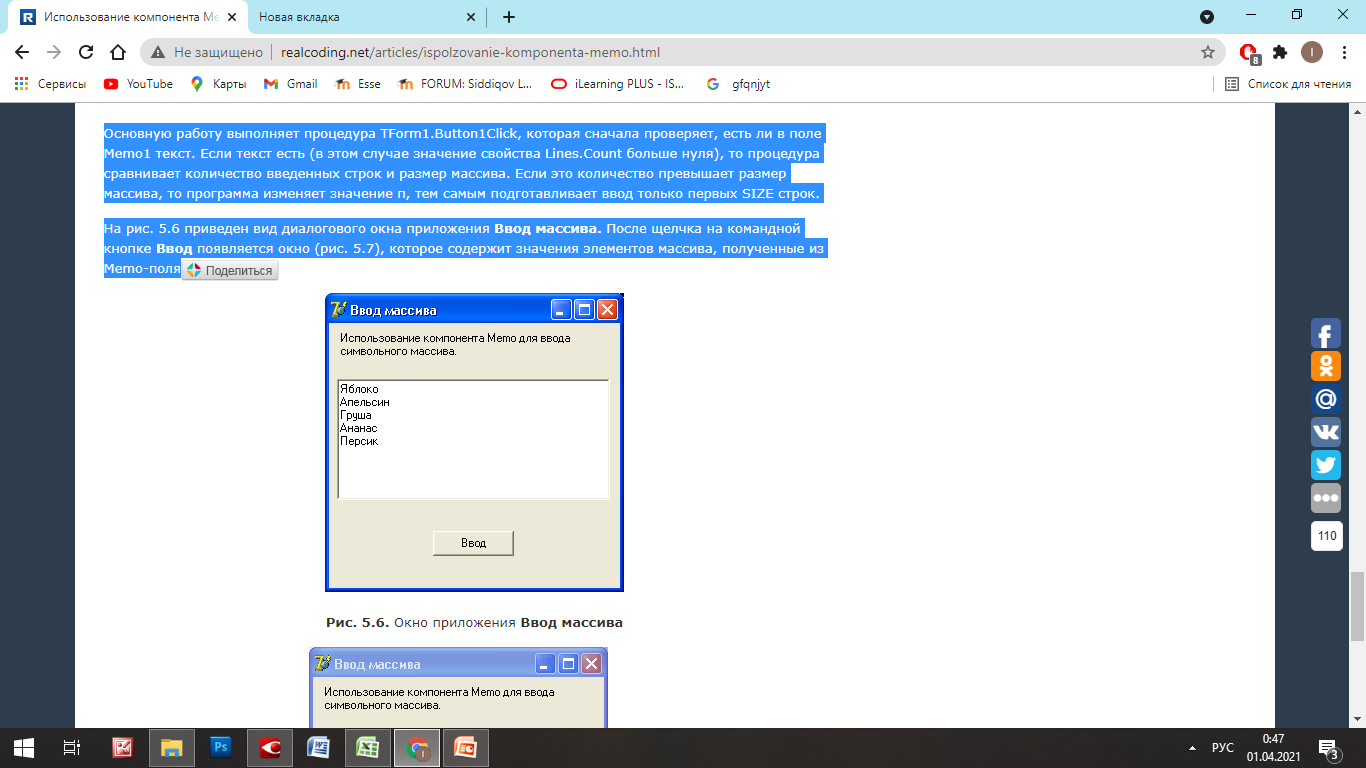 Использование компонента Me
Новая вкладка
Не защищено
realcoding.net/articles/ispolzovanie-komponenta-memo.html
8
I
Сервисы
YouTube
Карты
Gmail
Esse
FORUM: Siddiqov L...
iLearning PLUS - IS...
gfqnjyt
Список для чтения
Основную работу выполняет процедура TForm1.Button1Click, которая сначала проверяет, есть ли в поле
Memo1 текст. Если текст есть (в этом случае значение свойства Lines.Count больше нуля), то процедура
сравнивает количество введенных строк и размер массива. Если это количество превышает размер
массива, то программа изменяет значение п, тем самым подготавливает ввод только первых SIZE строк.
На рис. 5.6 приведен вид диалогового окна приложения Ввод массива. После щелчка на командной
кнопке Ввод появляется окно (рис. 5.7), которое содержит значения элементов массива, полученные из
Memo-поля
Поделиться
Ввод массива
Использование компонента Memo для ввода
символьного массива.
Яблоко
Апельсин
Груша
Ананас
Персик
Ввод
110
Рис. 5.6. Окно приложения Ввод массива
Ввод массива
Использование компонента Memo для ввода
символьного массива.
РУС
0:47
01.04.2021
3